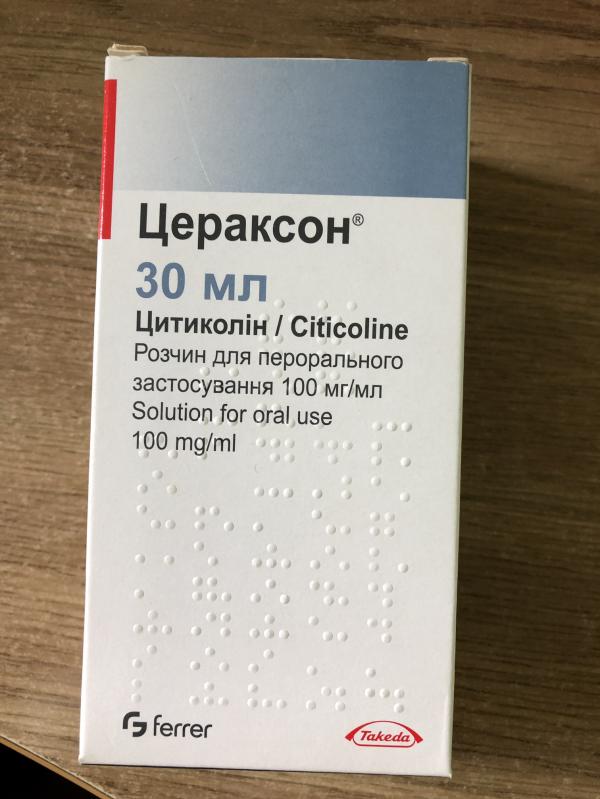 Цераксон®
30 мл
Цитиколін / Citicoline
Розчин для перорального
застосування 100 мг/мл
Solution for oral use
100 mg/ml
ferrer
Takeda